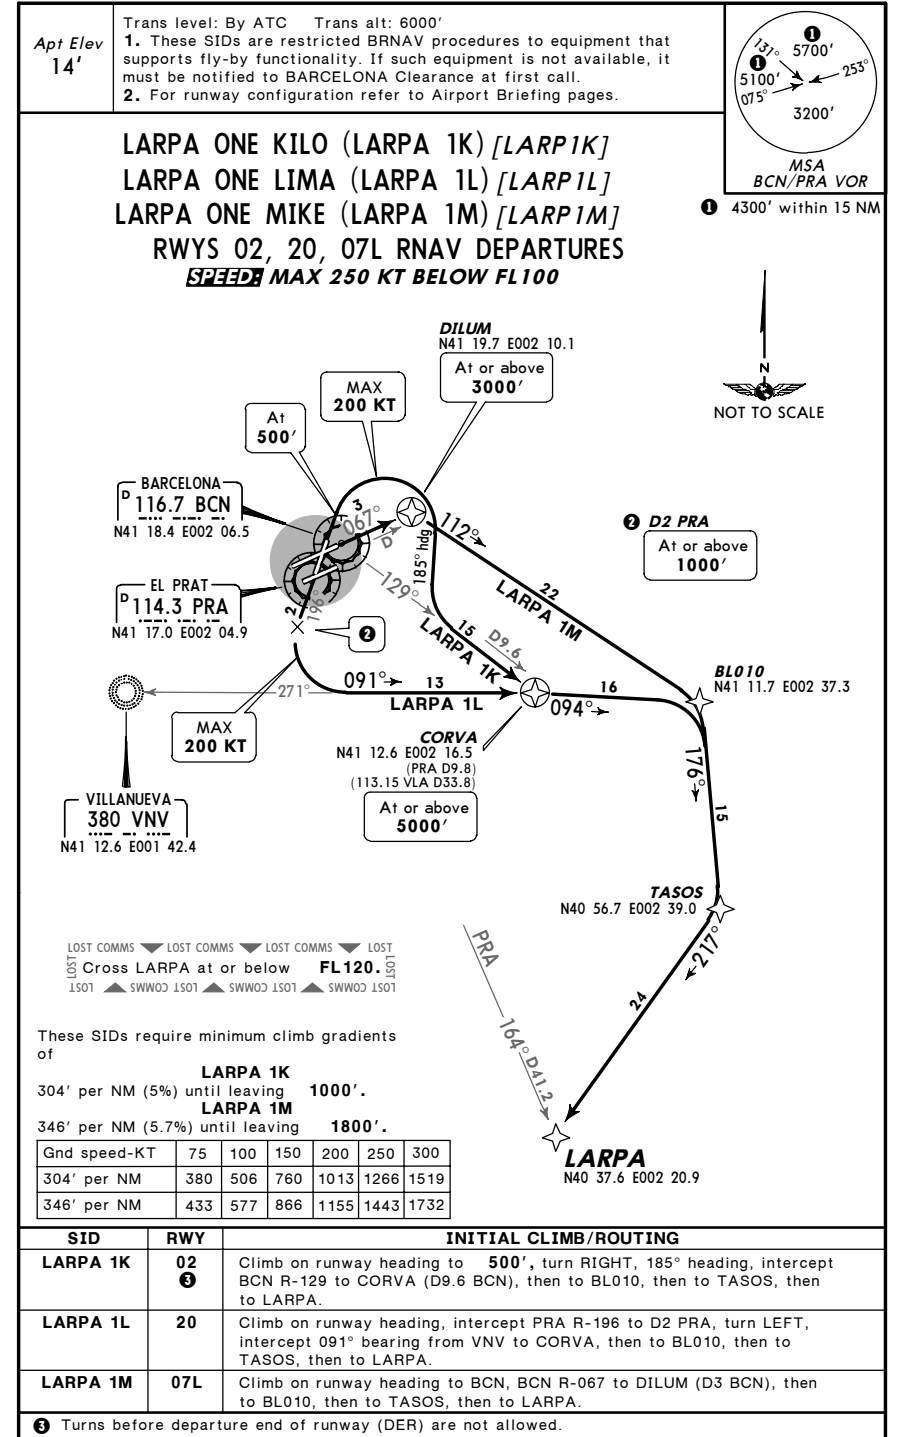 Apt Elev
14'
Trans level: By ATC    Trans alt: 6000'
1. These SIDs are restricted BRNAV procedures to equipment that
supports fly-by functionality. If such equipment is not available, it
must be notified to BARCELONA Clearance at first call.
2. For runway configuration refer to Airport Briefing pages.
131°
❶
5700'
❶
5100'
253°
075°
3200'
MSA
BCN/PRA VOR
❶ 4300' within 15 NM
LARPA ONE KILO (LARPA 1K) [LARP1K]
LARPA ONE LIMA (LARPA 1L) [LARP1L]
LARPA ONE MIKE (LARPA 1M) [LARP1M]
RWYS 02, 20, 07L RNAV DEPARTURES
SPEED: MAX 250 KT BELOW FL100
DILUM
N41 19.7 E002 10.1
At or above
3000'
MAX
200 KT
At
500'
N
NOT TO SCALE
BARCELONA
D 116.7 BCN
N41 18.4 E002 06.5
3
067°
D
112°
185° hdg
❷ D2 PRA
At or above
1000'
EL PRAT
D 114.3 PRA
N41 17.0 E002 04.9
129°
2
196°
22
LARPA 1M
15
LARPA 1K
D9.6
❷
BL010
N41 11.7 E002 37.3
271°
091°
13
LARPA 1L
16
094°
MAX
200 KT
CORVA
N41 12.6 E002 16.5
(PRA D9.8)
(113.15 VLA D33.8)
At or above
5000'
176°
15
VILLANUEVA
380 VNV
N41 12.6 E001 42.4
TASOS
N40 56.7 E002 39.0
217°
24
PRA
164°
D41.2
LOST COMMS LOST COMMS LOST COMMS LOST
LOST
Cross LARPA at or below FL120.
LOST
LOST COMMS LOST COMMS LOST COMMS LOST
These SIDs require minimum climb gradients
of
LARPA 1K
304' per NM (5%) until leaving 1000'.
LARPA 1M
346' per NM (5.7%) until leaving 1800'.
Gnd speed-KT 75 100 150 200 250 300
304' per NM 380 506 760 1013 1266 1519
346' per NM 433 577 866 1155 1443 1732
LARPA
N40 37.6 E002 20.9
SID RWY INITIAL CLIMB/ROUTING
LARPA 1K 02 Climb on runway heading to 500', turn RIGHT, 185° heading, intercept
❸ BCN R-129 to CORVA (D9.6 BCN), then to BL010, then to TASOS, then
to LARPA.
LARPA 1L 20 Climb on runway heading, intercept PRA R-196 to D2 PRA, turn LEFT,
intercept 091° bearing from VNV to CORVA, then to BL010, then to
TASOS, then to LARPA.
LARPA 1M 07L Climb on runway heading to BCN, BCN R-067 to DILUM (D3 BCN), then
to BL010, then to TASOS, then to LARPA.
❸ Turns before departure end of runway (DER) are not allowed.